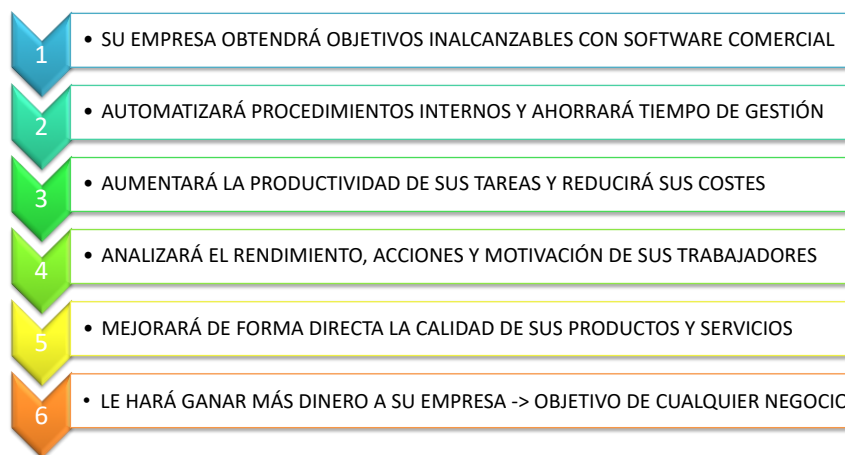 1 • SU EMPRESA OBTENDRÁ OBJETIVOS INALCANZABLES CON SOFTWARE COMERCIAL
2 • AUTOMATIZARÁ PROCEDIMIENTOS INTERNOS Y AHORRARÁ TIEMPO DE GESTIÓN
3 • AUMENTARÁ LA PRODUCTIVIDAD DE SUS TAREAS Y REDUCIRÁ SUS COSTES
4 • ANALIZARÁ EL RENDIMIENTO, ACCIONES Y MOTIVACIÓN DE SUS TRABAJADORES
5 • MEJORARÁ DE FORMA DIRECTA LA CALIDAD DE SUS PRODUCTOS Y SERVICIOS
6 • LE HARÁ GANAR MÁS DINERO A SU EMPRESA -> OBJETIVO DE CUALQUIER NEGOCIO